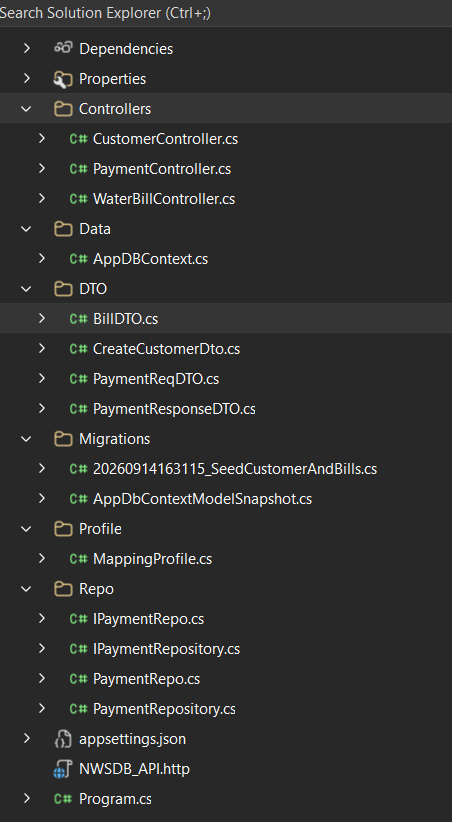 Search Solution Explorer (Ctrl+;)
Dependencies
Properties
Controllers
C# CustomerController.cs
C# PaymentController.cs
C# WaterBillController.cs
Data
C# AppDBContext.cs
DTO
C# BillDTO.cs
C# CreateCustomerDto.cs
C# PaymentReqDTO.cs
C# PaymentResponseDTO.cs
Migrations
C# 20260914163115_SeedCustomerAndBills.cs
C# AppDbContextModelSnapshot.cs
Profile
C# MappingProfile.cs
Repo
C# IPaymentRepo.cs
C# IPaymentRepository.cs
C# PaymentRepo.cs
C# PaymentRepository.cs
appsettings.json
NWSDB_API.http
C# Program.cs